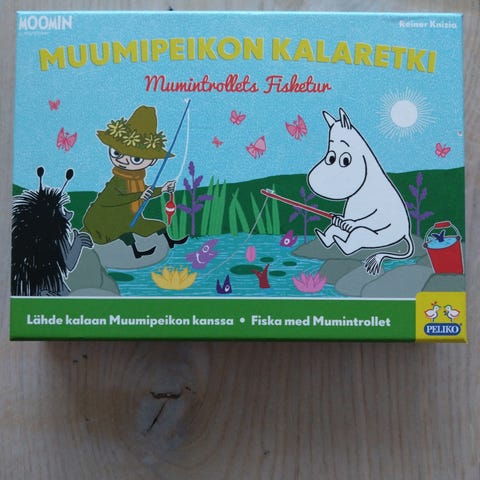 MOOMIN
Reiner Knizia
MUUMIPEIKON KALARETKI
Mumintrollets Fisketur
Lähde kalaan Muumipeikon kanssa • Fiska med Mumintrollet
PELIKO